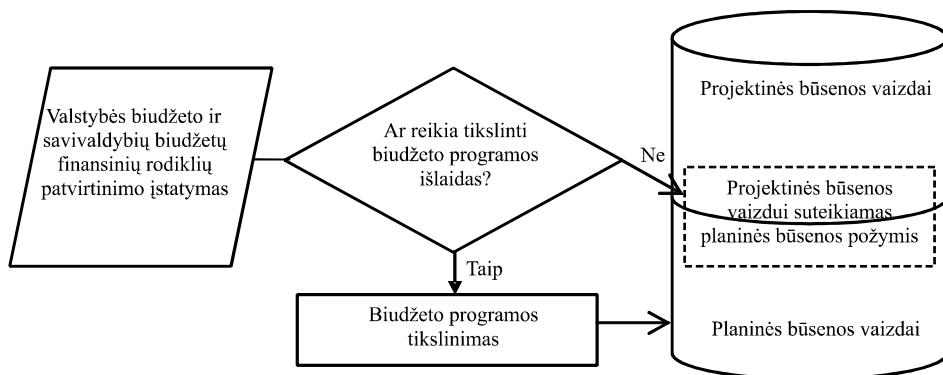 Valstybės biudžeto ir
savivaldybių biudžetų
finansinių rodiklių
patvirtinimo įstatymas
Ar reikia tikslinti
biudžeto programos
išlaidas?
Ne
Taip
Biudžeto programos
tikslinimas
Projektinės būsenos vaizdai
Projektinės būsenos
vaizdui suteikiamas
planinės būsenos požymis
Planinės būsenos vaizdai